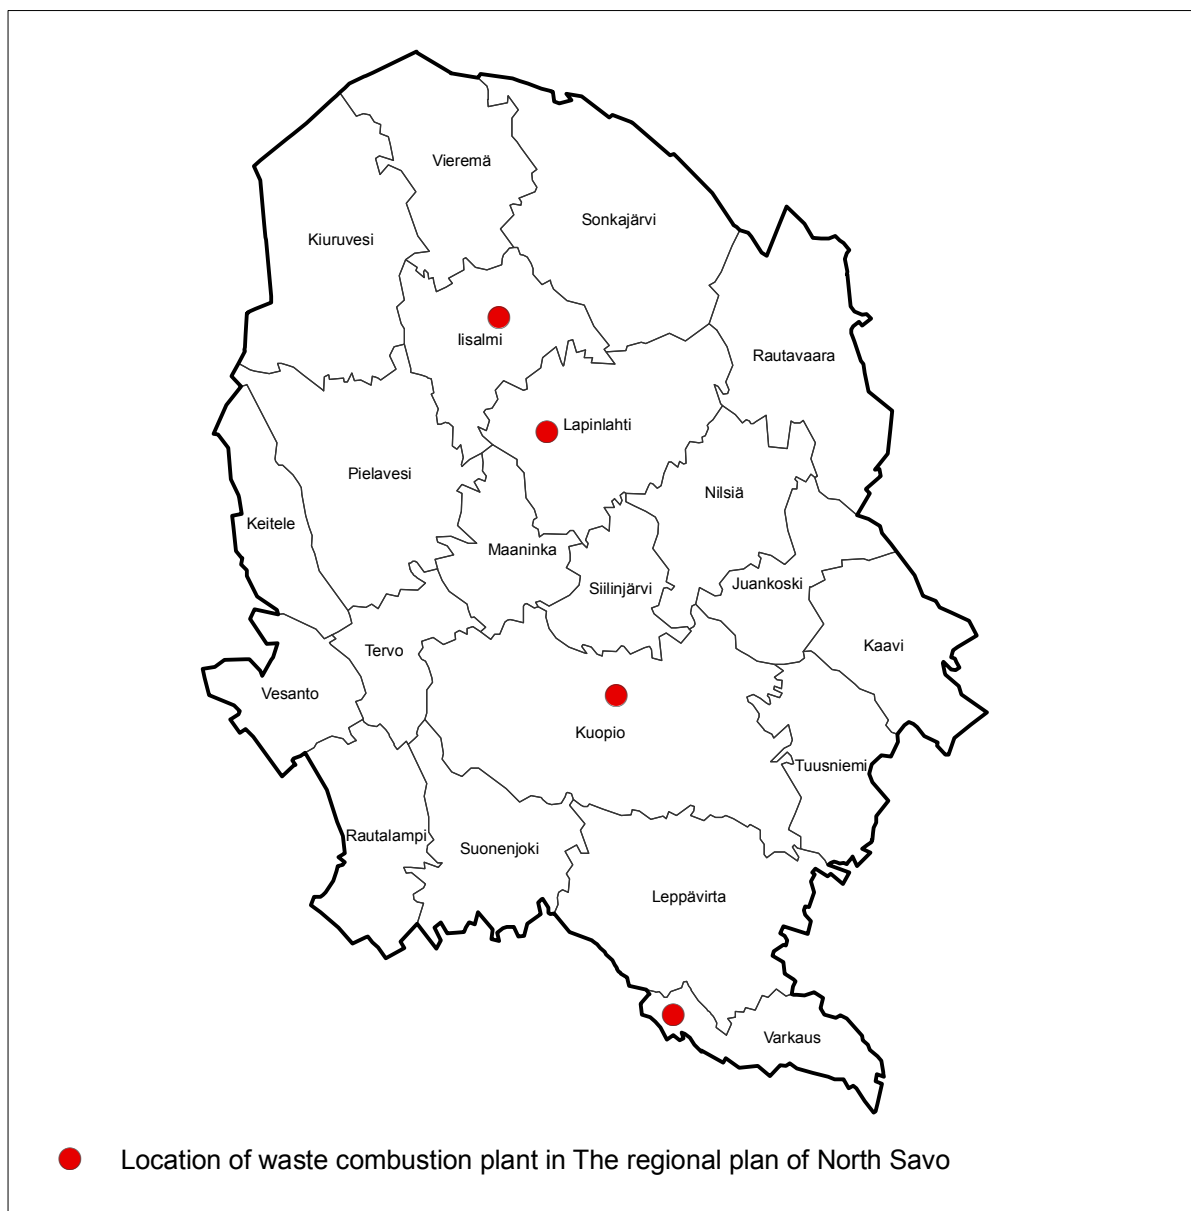 Vieremä
Sonkajärvi
Kiuruvesi
Iisalmi
Rautavaara
Lapinlahti
Pielavesi
Nilsiä
Keitele
Maaninka
Siilinjärvi
Juankoski
Kaavi
Tervo
Vesanto
Kuopio
Tuusniemi
Rautalampi
Suonenjoki
Leppävirta
Varkaus
Location of waste combustion plant in The regional plan of North Savo